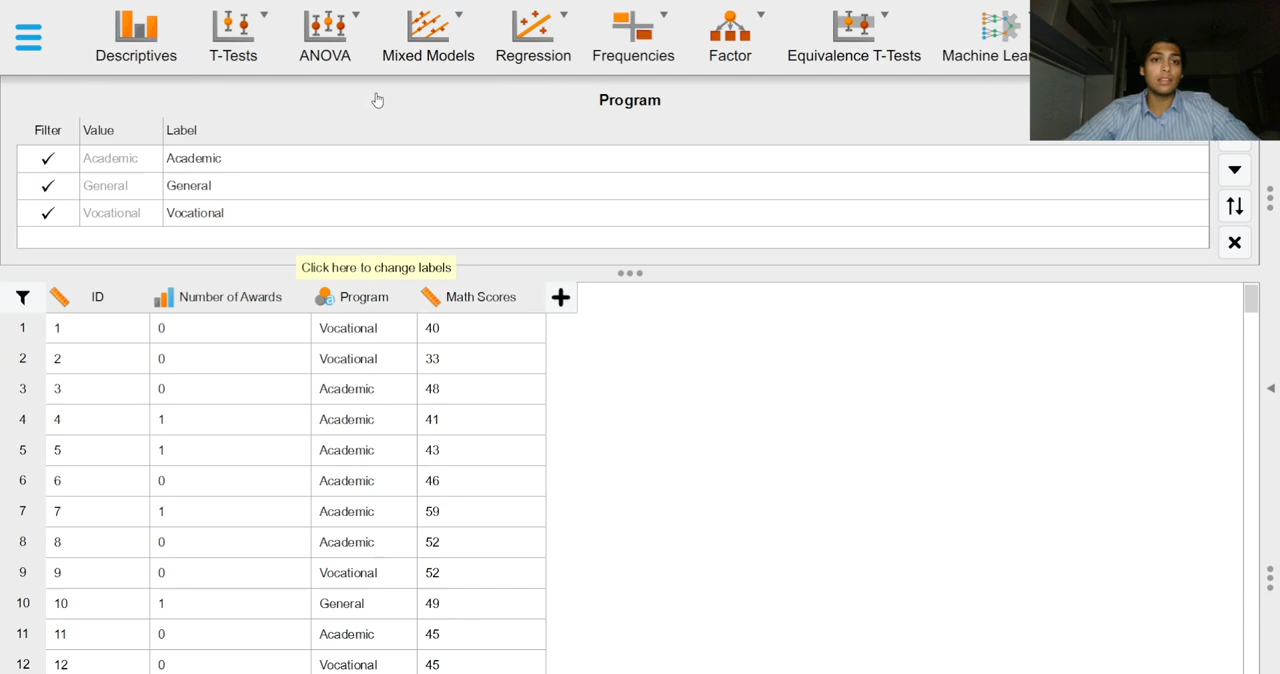 Descriptives T-Tests ANOVA Mixed Models Regression Frequencies Factor Equivalence T-Tests Machine Lear
Program
Filter Value Label
Academic Academic
General General
Vocational Vocational
Click here to change labels
ID Number of Awards Program Math Scores
1 1 0 Vocational 40
2 2 0 Vocational 33
3 3 0 Academic 48
4 4 1 Academic 41
5 5 1 Academic 43
6 6 0 Academic 46
7 7 1 Academic 59
8 8 0 Academic 52
9 9 0 Vocational 52
10 10 1 General 49
11 11 0 Academic 45
12 12 0 Vocational 45